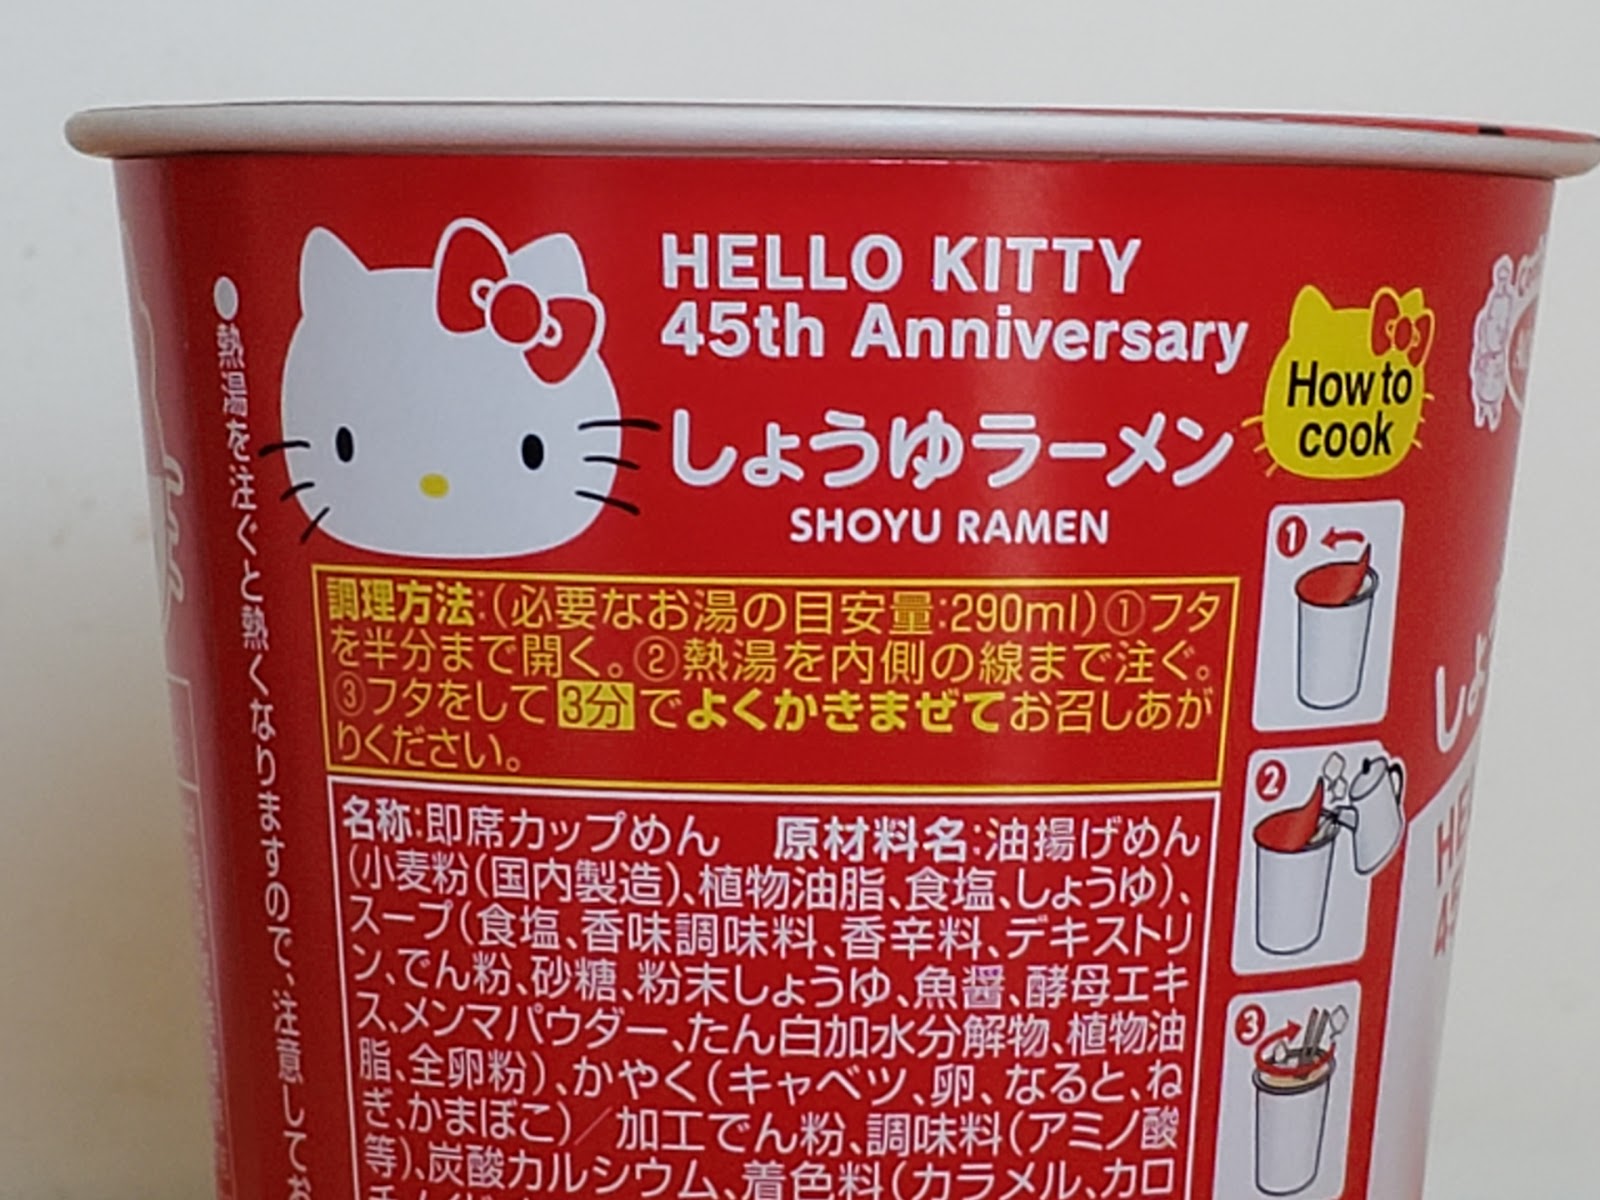 HELLO KITTY
45th Anniversary
しょうゆラーメン
SHOYU RAMEN
調理方法:(必要なお湯の目安量:290ml)①フタ
を半分まで開く。②熱湯を内側の線まで注ぐ。
③フタをして3分でよくかきまぜてお召しあが
りください。
名称:即席カップめん 原材料名:油揚げめん
(小麦粉(国内製造)、植物油脂、食塩、しょうゆ)、
スープ(食塩、香味調味料、香辛料、デキストリ
ン、でん粉、砂糖、粉末しょうゆ、魚醤、酵母エキ
ス、メンマパウダー、たん白加水分解物、植物油
脂、全卵粉)、かやく(キャベツ、卵、なると、ね
ぎ、かまぼこ)/加工でん粉、調味料(アミノ酸
等)、炭酸カルシウム、着色料(カラメル、カロ
●熱湯を注ぐと熱くなりますので、注意してお
How to
cook
1
2
3
しょ
HE
45